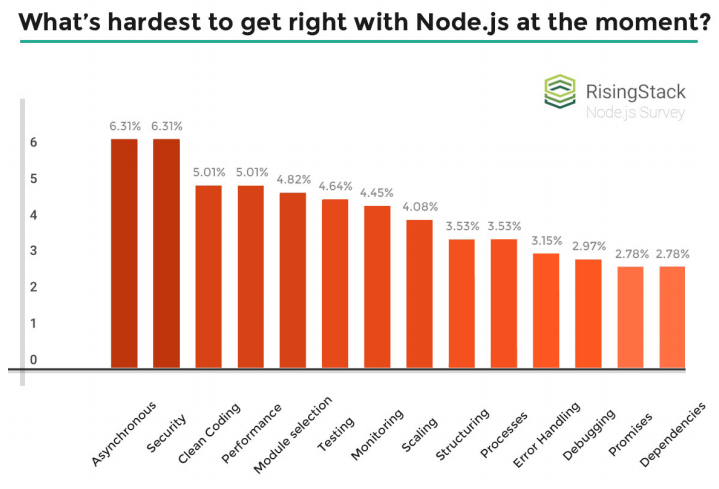 What's hardest to get right with Node.js at the moment?
RisingStack
Node.js Survey
6.31% 6.31%
5.01% 5.01%
4.82%
4.64%
4.45%
4.08%
3.53% 3.53%
3.15%
2.97%
2.78% 2.78%
6
5
4
3
2
1
0
Asynchronous
Security
Clean Coding
Performance
Module selection
Testing
Monitoring
Scaling
Structuring
Processes
Error Handling
Debugging
Promises
Dependencies